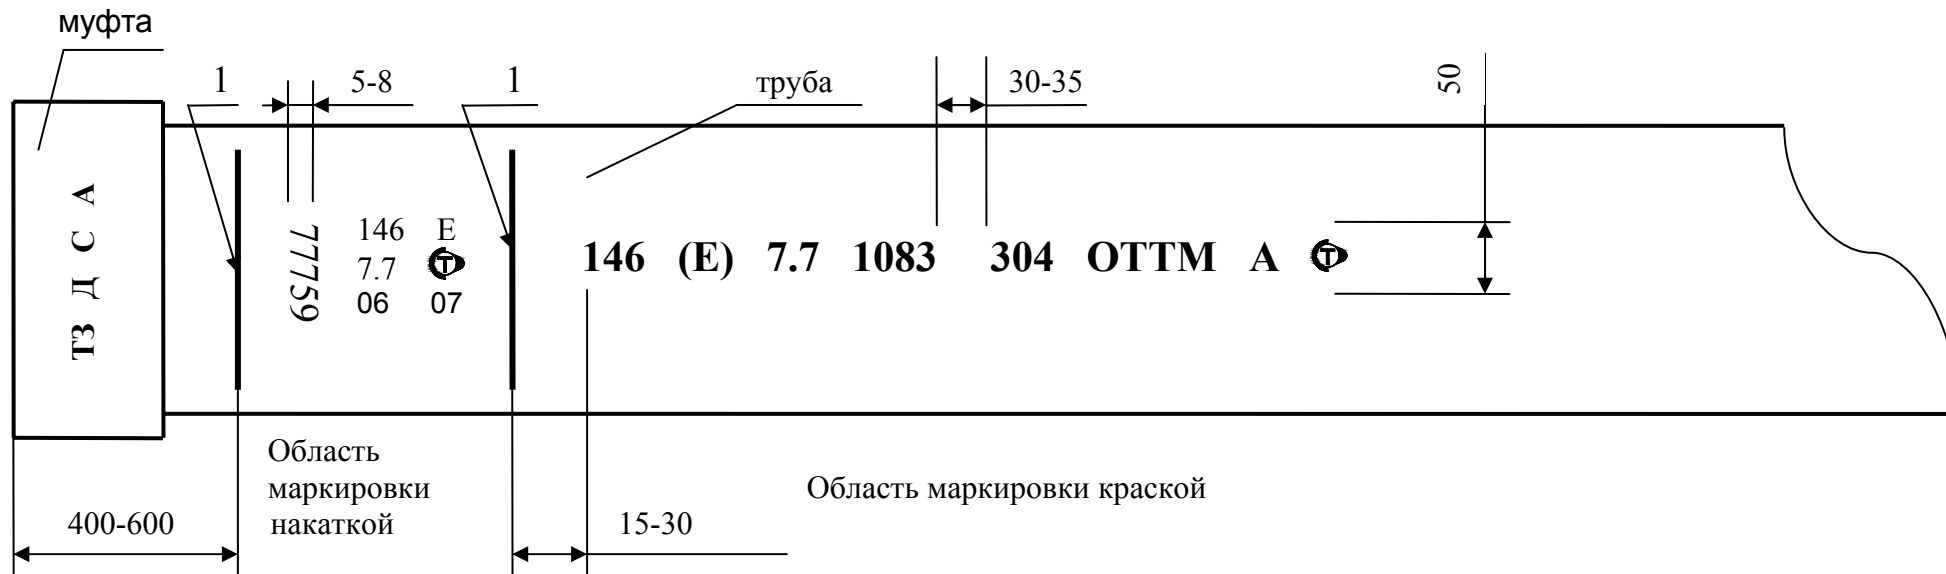 муфта
1
5-8
1
труба
30-35
50
ТЗ Д С А
77759
146 Е
7.7 Т
06 07
146 (Е) 7.7 1083 304 ОТТМ А Т
Область
маркировки
накаткой
Область маркировки краской
400-600
15-30